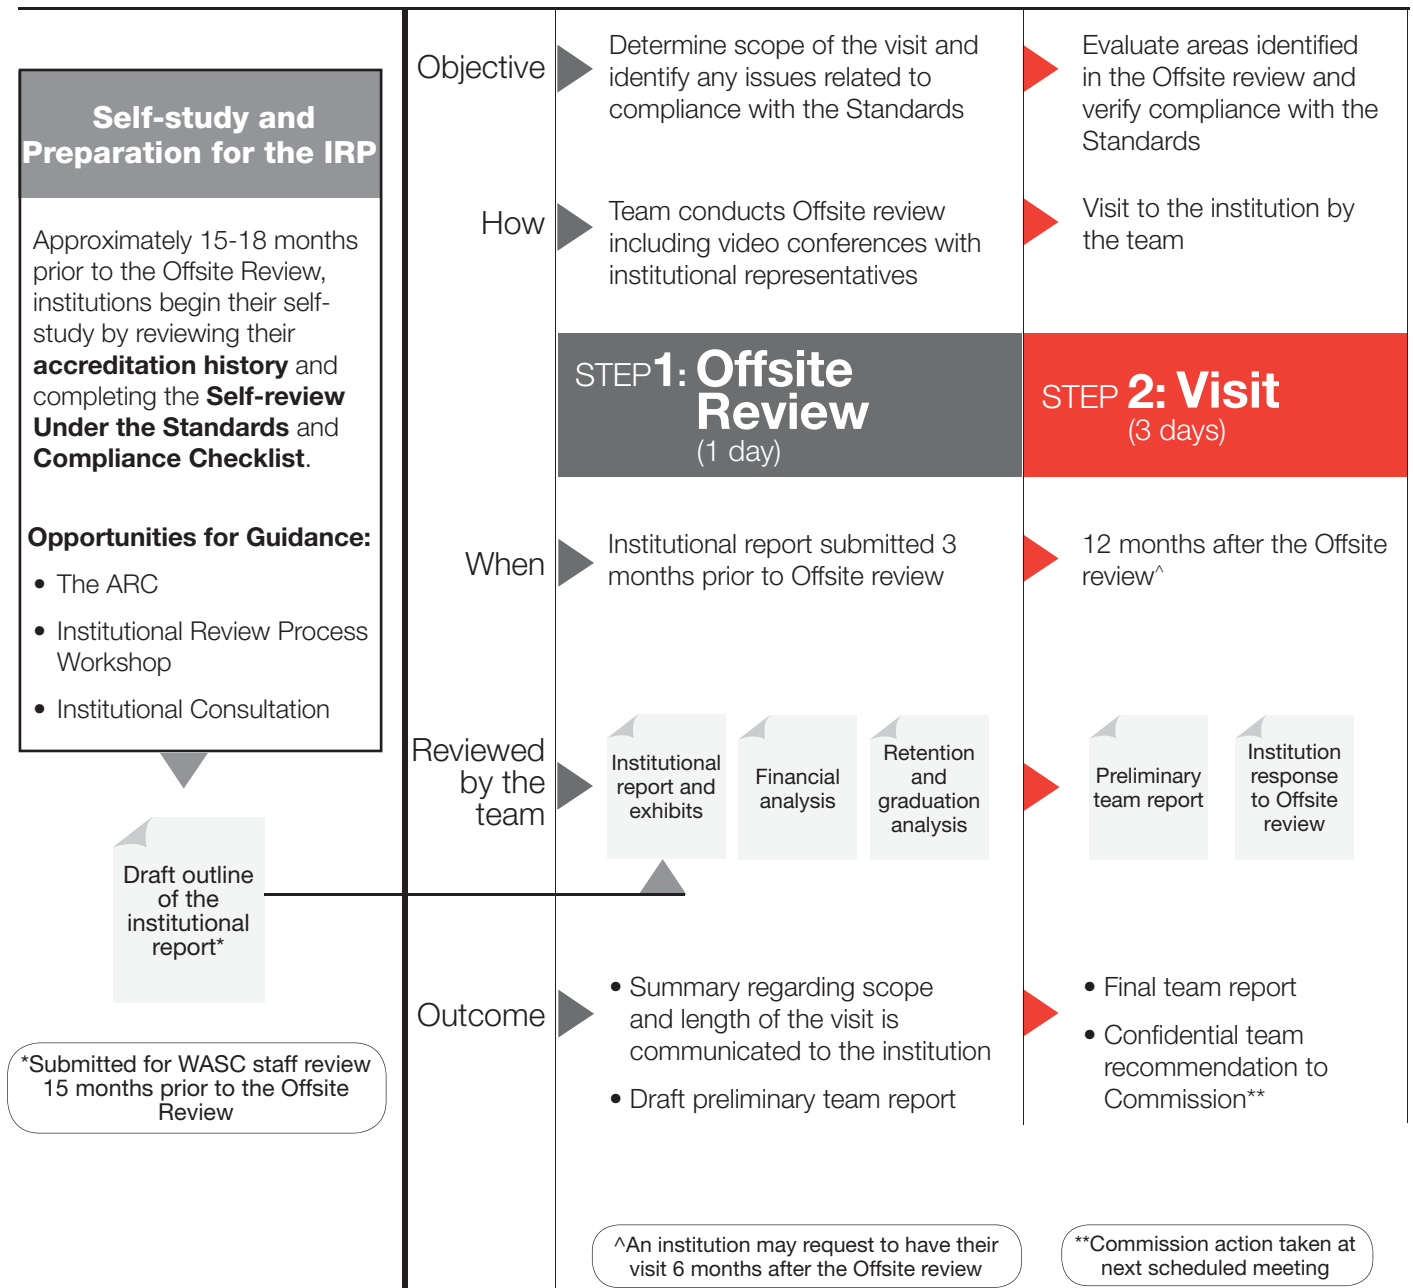 Self-study and
Preparation for the IRP
Approximately 15-18 months
prior to the Offsite Review,
institutions begin their self-
study by reviewing their
accreditation history and
completing the Self-review
Under the Standards and
Compliance Checklist.
Opportunities for Guidance:
• The ARC
• Institutional Review Process
Workshop
• Institutional Consultation
Draft outline
of the
institutional
report*
*Submitted for WASC staff review
15 months prior to the Offsite
Review
Objective
Determine scope of the visit and
identify any issues related to
compliance with the Standards
Evaluate areas identified
in the Offsite review and
verify compliance with the
Standards
How
Team conducts Offsite review
including video conferences with
institutional representatives
Visit to the institution by
the team
STEP 1: Offsite
Review
(1 day)
STEP 2: Visit
(3 days)
When
Institutional report submitted 3
months prior to Offsite review
12 months after the Offsite
review^
Reviewed
by the
team
Institutional
report and
exhibits
Financial
analysis
Retention
and
graduation
analysis
Preliminary
team report
Institution
response
to Offsite
review
Outcome
• Summary regarding scope
and length of the visit is
communicated to the institution
• Draft preliminary team report
• Final team report
• Confidential team
recommendation to
Commission**
^An institution may request to have their
visit 6 months after the Offsite review
**Commission action taken at
next scheduled meeting